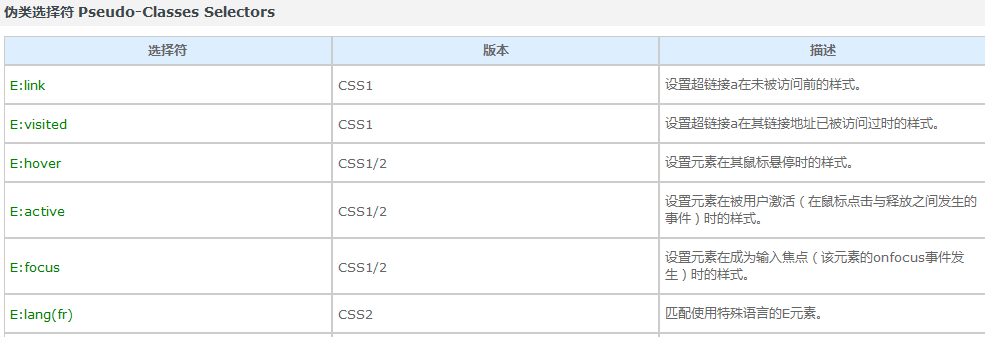 伪类选择符 Pseudo-Classes Selectors
选择符 版本 描述
E:link CSS1 设置超链接a在未被访问前的样式。
E:visited CSS1 设置超链接a在其链接地址已被访问过时的样式。
E:hover CSS1/2 设置元素在其鼠标悬停时的样式。
E:active CSS1/2 设置元素在被用户激活（在鼠标点击与释放之间发生的
事件）时的样式。
E:focus CSS1/2 设置元素在成为输入焦点（该元素的onfocus事件发
生）时的样式。
E:lang(fr) CSS2 匹配使用特殊语言的E元素。